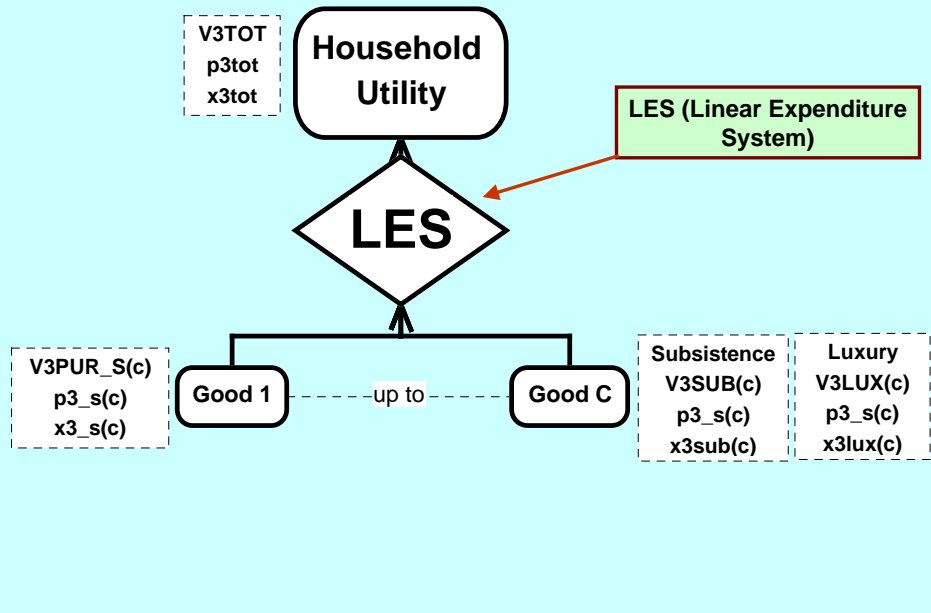 V3TOT
p3tot
x3tot
Household
Utility
LES (Linear Expenditure
System)
LES
V3PUR_S(c)
p3_s(c)
x3_s(c)
Good 1
up to
Good C
Subsistence
V3SUB(c)
p3_s(c)
x3sub(c)
Luxury
V3LUX(c)
p3_s(c)
x3lux(c)